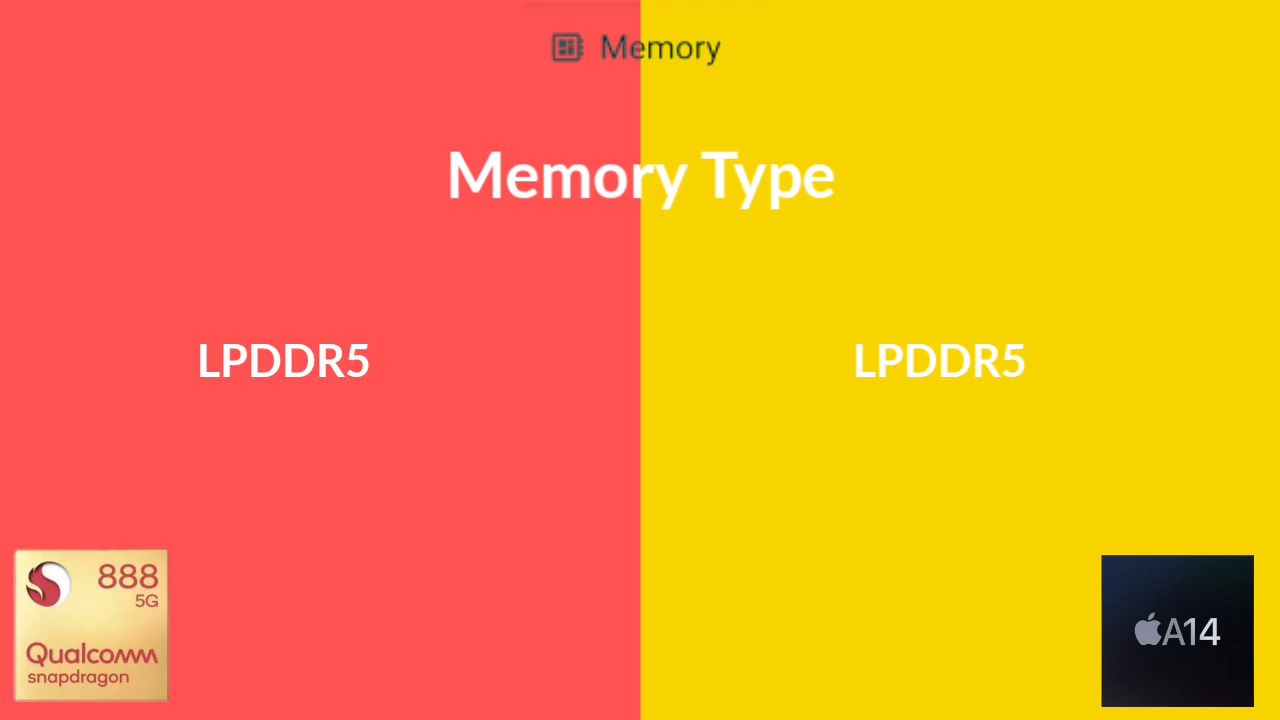 Memory
Memory Type
LPDDR5 LPDDR5
888
5G
Qualcomm
snapdragon
A14